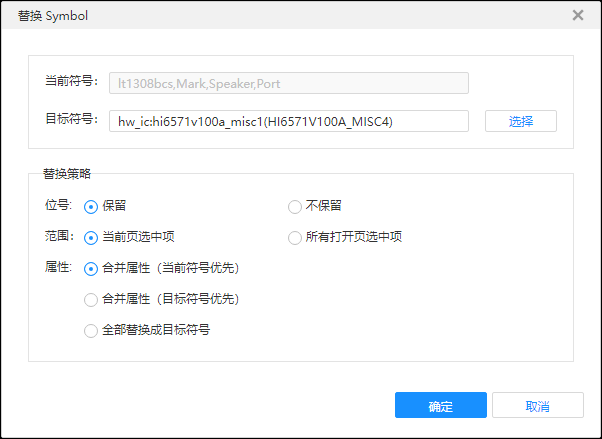 替换 Symbol
当前符号: lt1308bcs,Mark,Speaker,Port
目标符号: hw_ic:hi6571v100a_misc1(HI6571V100A_MISC4) 选择
替换策略
位号: 保留 不保留
范围: 当前页选中项 所有打开页选中项
属性: 合并属性（当前符号优先）
合并属性（目标符号优先）
全部替换成目标符号
确定 取消